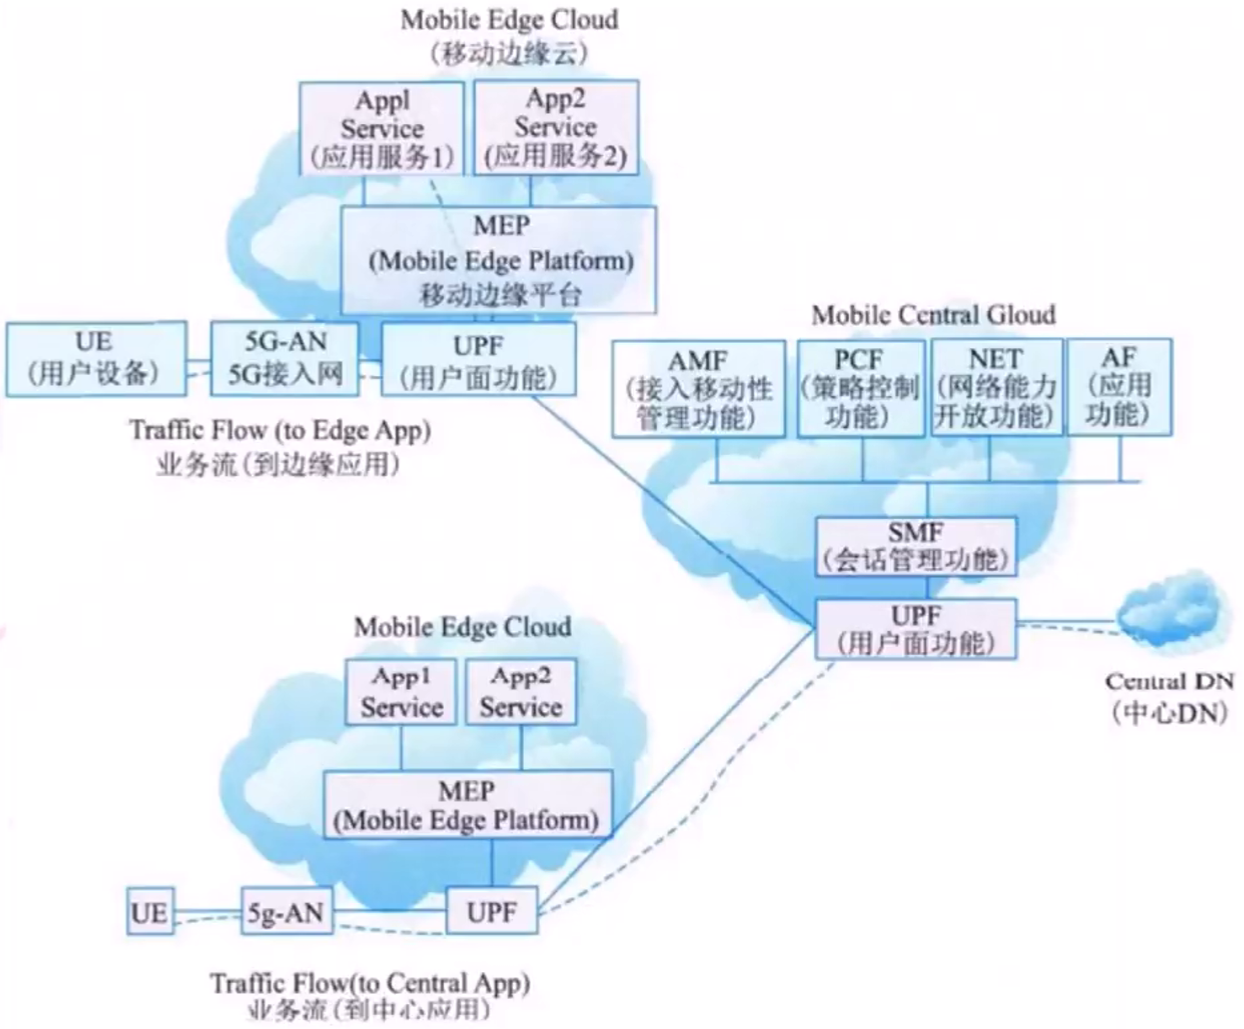 Mobile Edge Cloud
(移动边缘云)
App1
Service
(应用服务1)
App2
Service
(应用服务2)
MEP
(Mobile Edge Platform)
移动边缘平台
UE
(用户设备)
5G-AN
5G接入网
UPF
(用户面功能)
Traffic Flow (to Edge App)
业务流(到边缘应用)
Mobile Central Gloud
AMF
(接入移动性
管理功能)
PCF
(策略控制
功能)
NET
(网络能力
开放功能)
AF
(应用
功能)
SMF
(会话管理功能)
UPF
(用户面功能)
Central DN
(中心DN)
Mobile Edge Cloud
App1
Service
App2
Service
MEP
(Mobile Edge Platform)
UE
5g-AN
UPF
Traffic Flow(to Central App)
业务流(到中心应用)